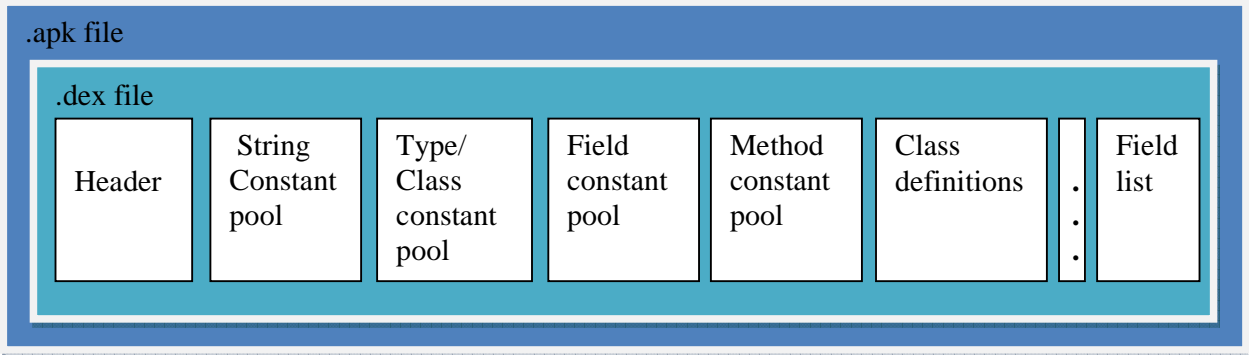 .apk file
.dex file
Header
String
Constant
pool
Type/
Class
constant
pool
Field
constant
pool
Method
constant
pool
Class
definitions
.
.
.
Field
list